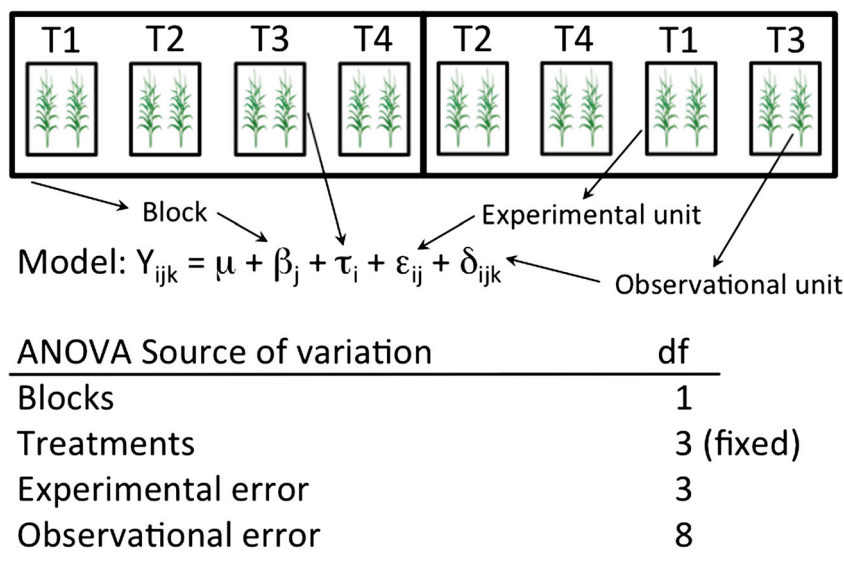 T1 T2 T3 T4 T2 T4 T1 T3
Block
Experimental unit
Model: Yijk = μ + βj + τi + εij + δijk
Observational unit
ANOVA Source of variation df
Blocks 1
Treatments 3 (fixed)
Experimental error 3
Observational error 8